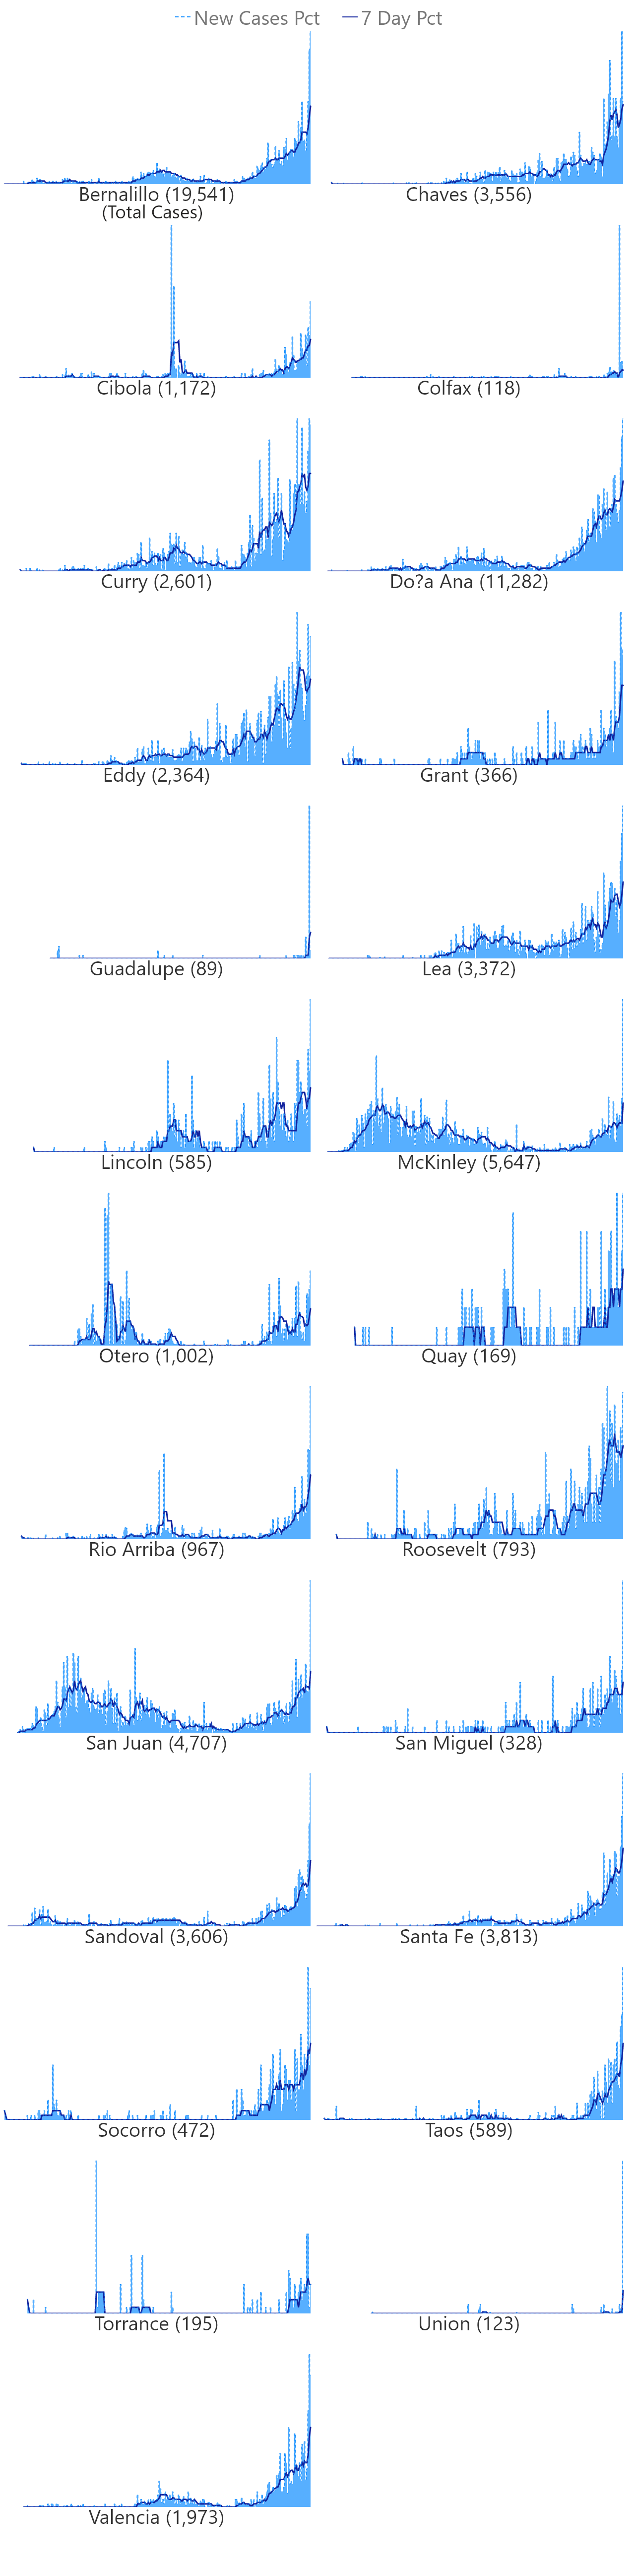 New Cases Pct 7 Day Pct
Bernalillo (19,541) Chaves (3,556)
(Total Cases)
Cibola (1,172) Colfax (118)
Curry (2,601) Do?a Ana (11,282)
Eddy (2,364) Grant (366)
Guadalupe (89) Lea (3,372)
Lincoln (585) McKinley (5,647)
Otero (1,002) Quay (169)
Rio Arriba (967) Roosevelt (793)
San Juan (4,707) San Miguel (328)
Sandoval (3,606) Santa Fe (3,813)
Socorro (472) Taos (589)
Torrance (195) Union (123)
Valencia (1,973)